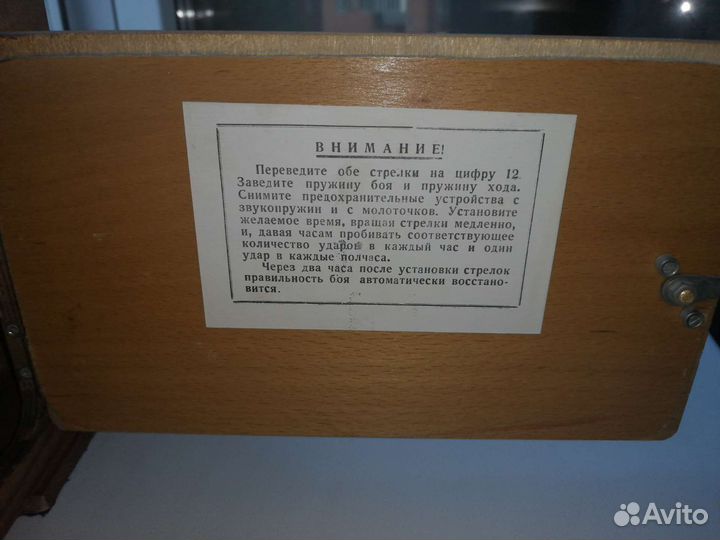 ВНИМАНИЕ!
Переведите обе стрелки на цифру 12.
Заведите пружину боя и пружину хода.
Снимите предохранительные устройства с
звукопружин и с молоточков. Установите
желаемое время, вращая стрелки медленно,
и, давая часам пробивать соответствующее
количество ударов в каждый час и один
удар в каждые полчаса.
Через два часа после установки стрелок
правильность боя автоматически восстано-
вится.
Avito